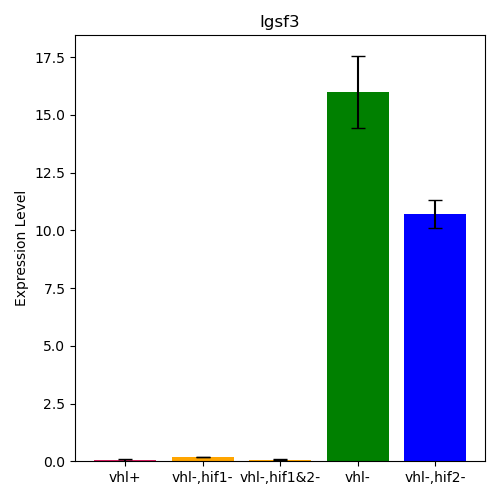 Igsf3
Expression Level
17.5
15.0
12.5
10.0
7.5
5.0
2.5
0.0
vhl+
vhl-,hif1-
vhl-,hif1&2-
vhl-
vhl-,hif2-